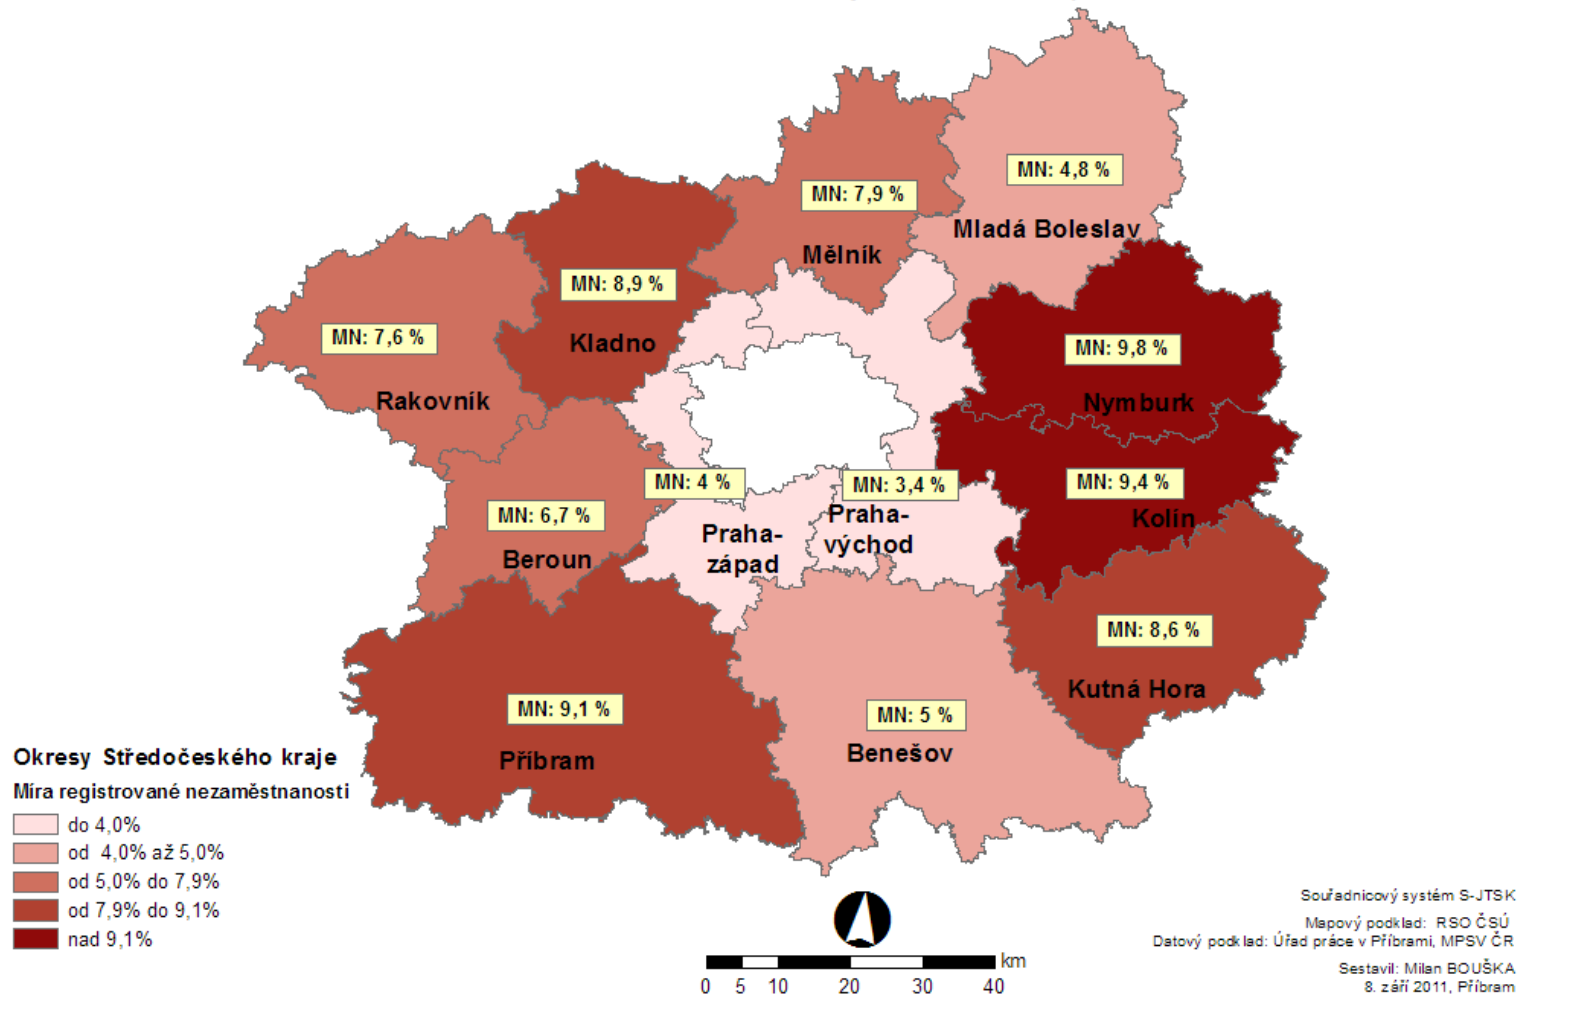 MN: 4,8 %
Mladá Boleslav
MN: 7,9 %
Mělník
MN: 8,9 %
Kladno
MN: 7,6 %
Rakovník
MN: 9,8 %
Nymburk
MN: 9,4 %
Kolín
MN: 4 %
Praha-
západ
MN: 3,4 %
Praha-
východ
MN: 6,7 %
Beroun
MN: 8,6 %
Kutná Hora
MN: 9,1 %
Příbram
MN: 5 %
Benešov
Okresy Středočeského kraje
Míra registrované nezaměstnanosti
do 4,0%
od 4,0% až 5,0%
od 5,0% do 7,9%
od 7,9% do 9,1%
nad 9,1%
km
0 5 10 20 30 40
Souřadnicový systém S-JTSK
Mapový podklad: RSO ČSÚ
Datový podklad: Úřad práce v Příbrami, MPSV ČR
Sestavil: Milan BOUŠKA
8. září 2011, Příbram